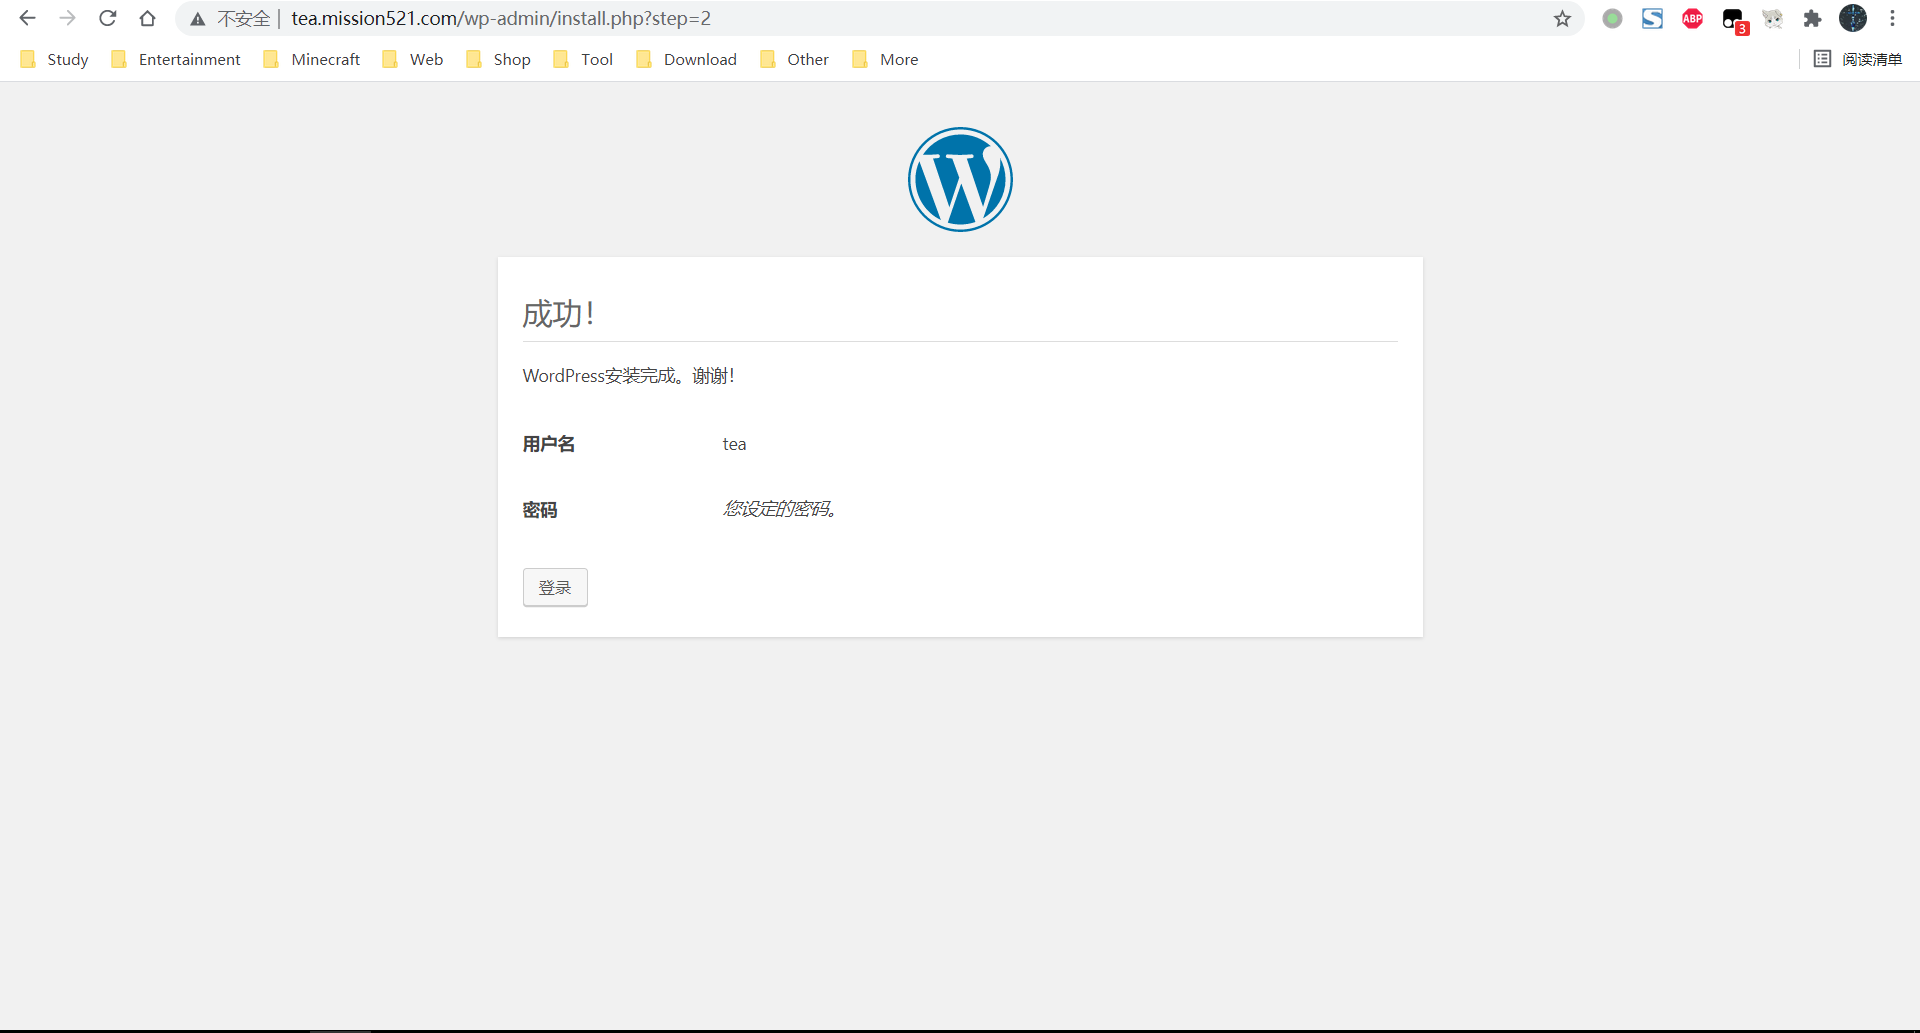 不安全 | tea.mission521.com/wp-admin/install.php?step=2
ABP
3
Study Entertainment Minecraft Web Shop Tool Download Other More 阅读清单
成功！
WordPress安装完成。谢谢！
用户名 tea
密码 您设定的密码。
登录